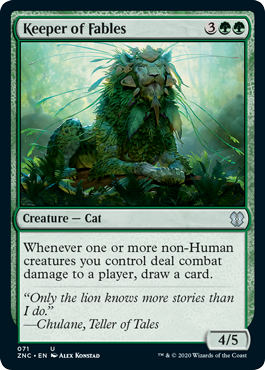 Keeper of Fables 3
Creature — Cat
Whenever one or more non-Human
creatures you control deal combat
damage to a player, draw a card.
"Only the lion knows more stories than
I do."
—Chulane, Teller of Tales
4/5
071 U
ZNC • EN ALEX KONSTAD ™ & © 2020 Wizards of the Coast